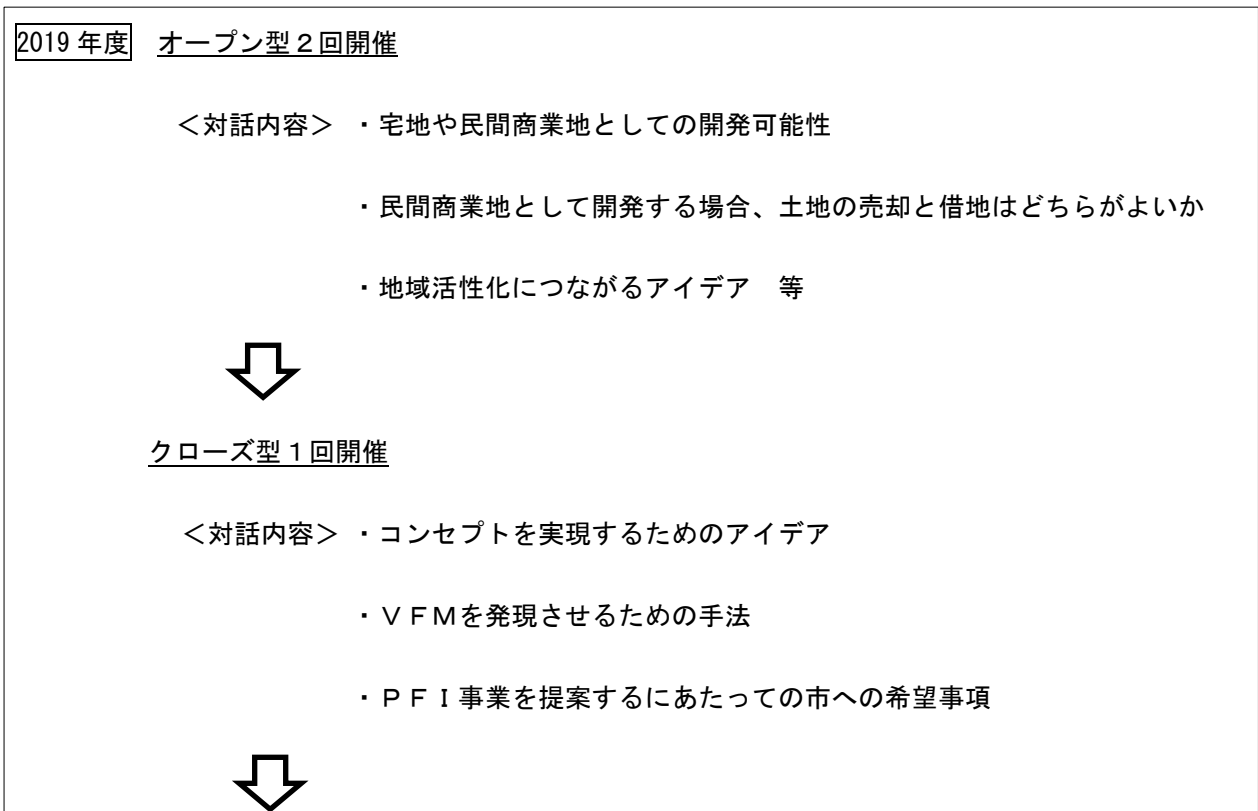 2019 年度　オープン型２回開催
＜対話内容＞ ・宅地や民間商業地としての開発可能性
・民間商業地として開発する場合、土地の売却と借地はどちらがよいか
・地域活性化につながるアイデア　等
クローズ型１回開催
＜対話内容＞ ・コンセプトを実現するためのアイデア
・ＶＦＭを発現させるための手法
・ＰＦＩ事業を提案するにあたっての市への希望事項